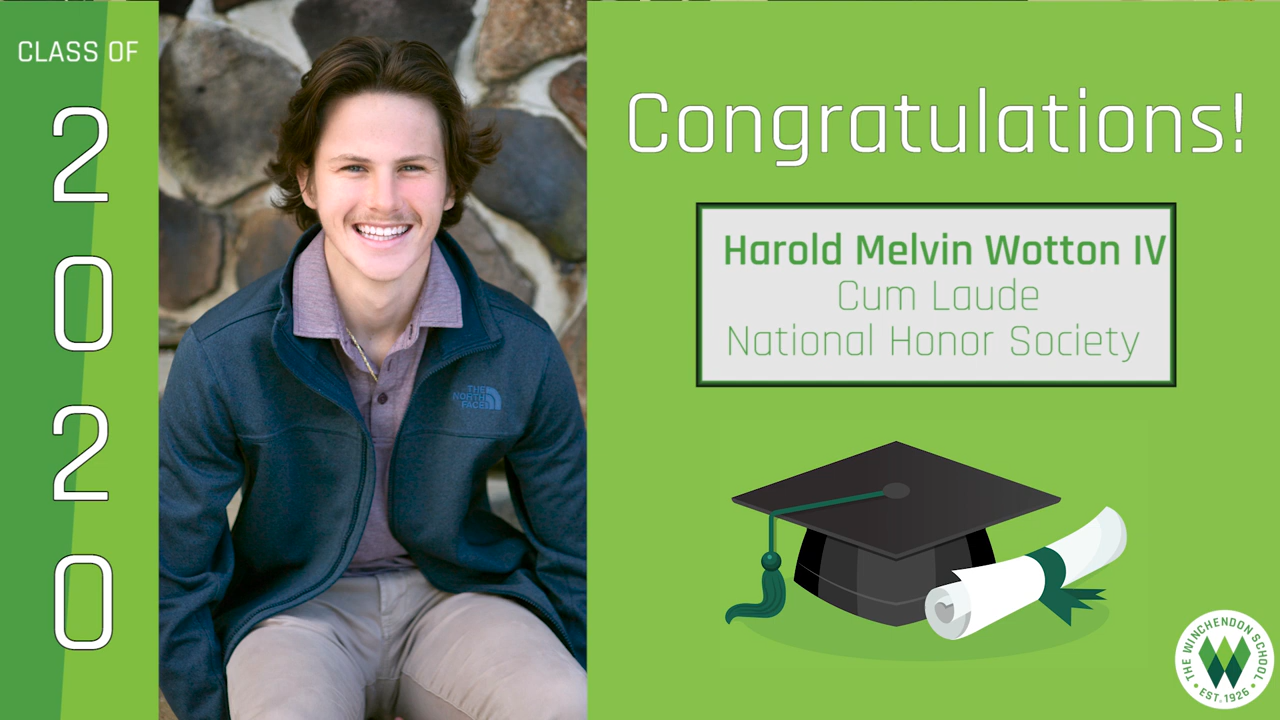 CLASS OF
2
0
2
0
Congratulations!
Harold Melvin Wotton IV
Cum Laude
National Honor Society
THE NORTH FACE
THE WINCHENDON SCHOOL
EST. 1926